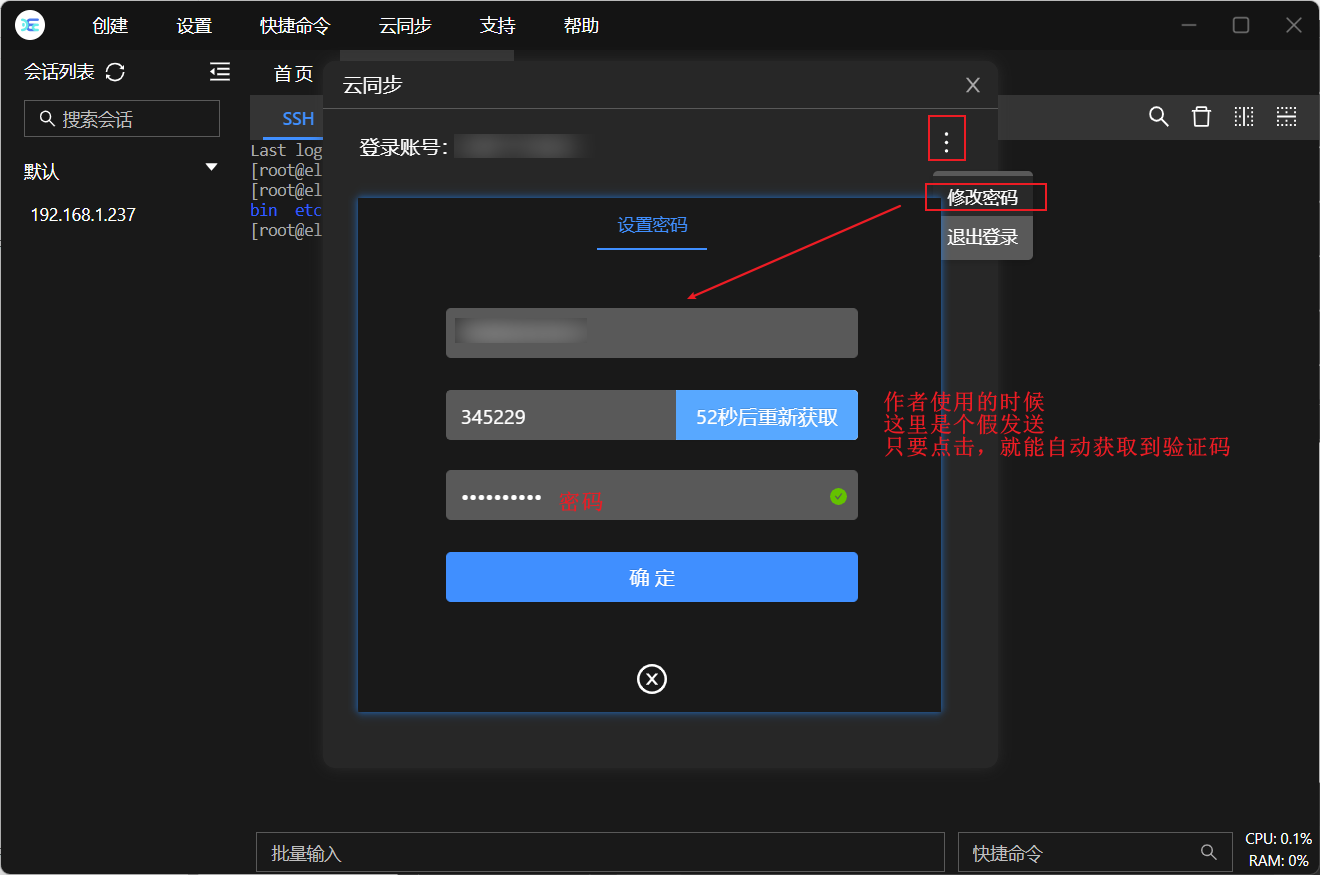 创建 设置 快捷命令 云同步 支持 帮助
会话列表
首页
搜索会话
默认
192.168.1.237
SSH
Last log
[root@el
[root@el
bin etc
[root@el
云同步
登录账号：
修改密码
退出登录
设置密码
345229 52秒后重新获取
作者使用的时候
这里是个假发送
只要点击，就能自动获取到验证码
•••••••••• 密码
确 定
批量输入
快捷命令
CPU: 0.1%
RAM: 0%